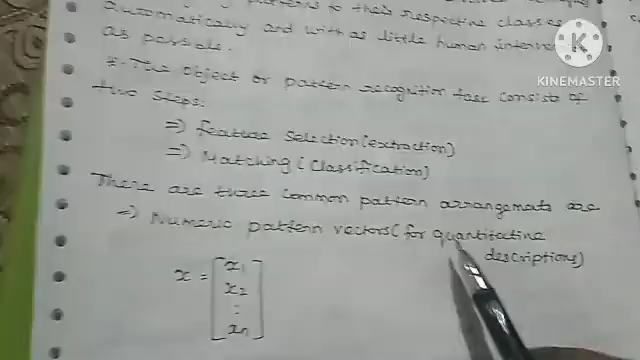 patterns to their respective classes
automatically and with as little human interven
as possible.
* The object or pattern recognition task consists of
two steps:
=> Feature Selection (extraction)
=> Matching (Classification)
There are three common pattern arrangements are
=> Numeric pattern vectors (for quantitative
descriptions)
x = [x1
x2
:
xn]
KINEMASTER